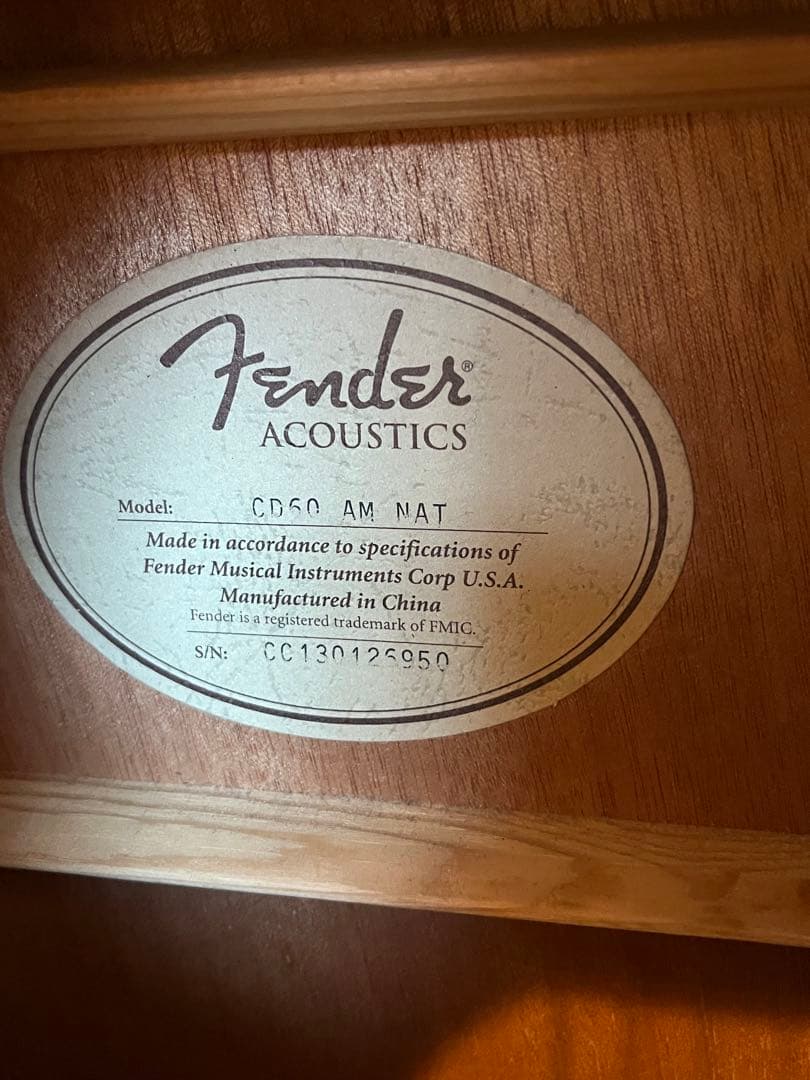 Fender®
ACOUSTICS
Model: CD60 AM NAT
Made in accordance to specifications of
Fender Musical Instruments Corp U.S.A.
Manufactured in China
Fender is a registered trademark of FMIC.
S/N: CC130126950